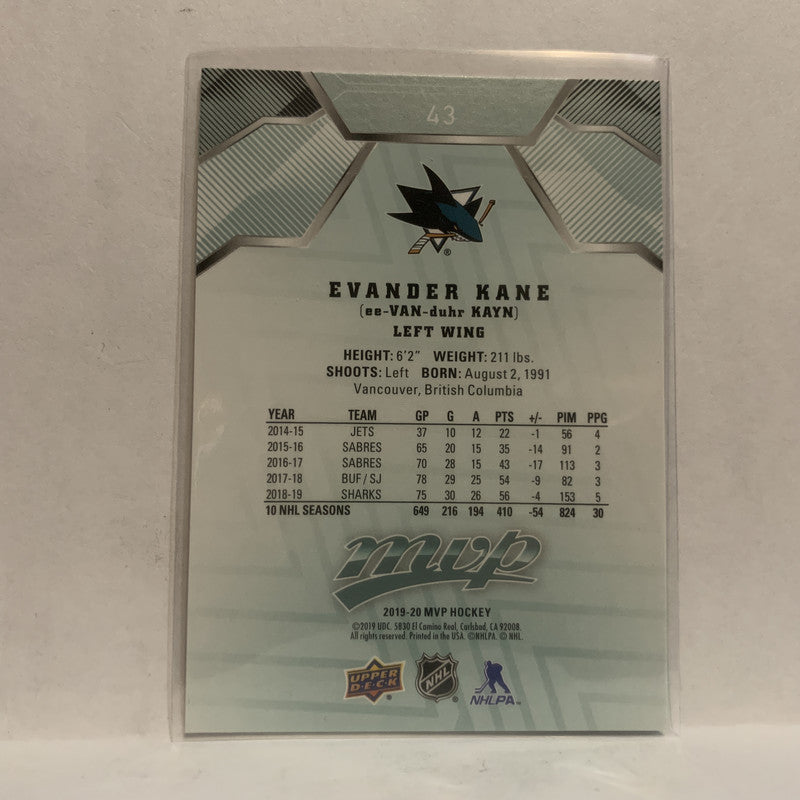 43
EVANDER KANE
(ee-VAN-duhr KAYN)
LEFT WING
HEIGHT: 6'2" WEIGHT: 211 lbs.
SHOOTS: Left BORN: August 2, 1991
Vancouver, British Columbia
YEAR TEAM GP G A PTS +/- PIM PPG
2014-15 JETS 37 10 12 22 -1 56 4
2015-16 SABRES 65 20 15 35 -14 91 2
2016-17 SABRES 70 28 15 43 -17 113 3
2017-18 BUF / SJ 78 29 25 54 -9 82 3
2018-19 SHARKS 75 30 26 56 -4 153 5
10 NHL SEASONS 649 216 194 410 -54 824 30
mvp
2019-20 MVP HOCKEY
©2019 UDC. 5830 El Camino Real, Carlsbad, CA 92008.
All rights reserved. Printed in the USA. ©NHLPA. © NHL.
UPPER DECK ® NHL ® NHLPA™